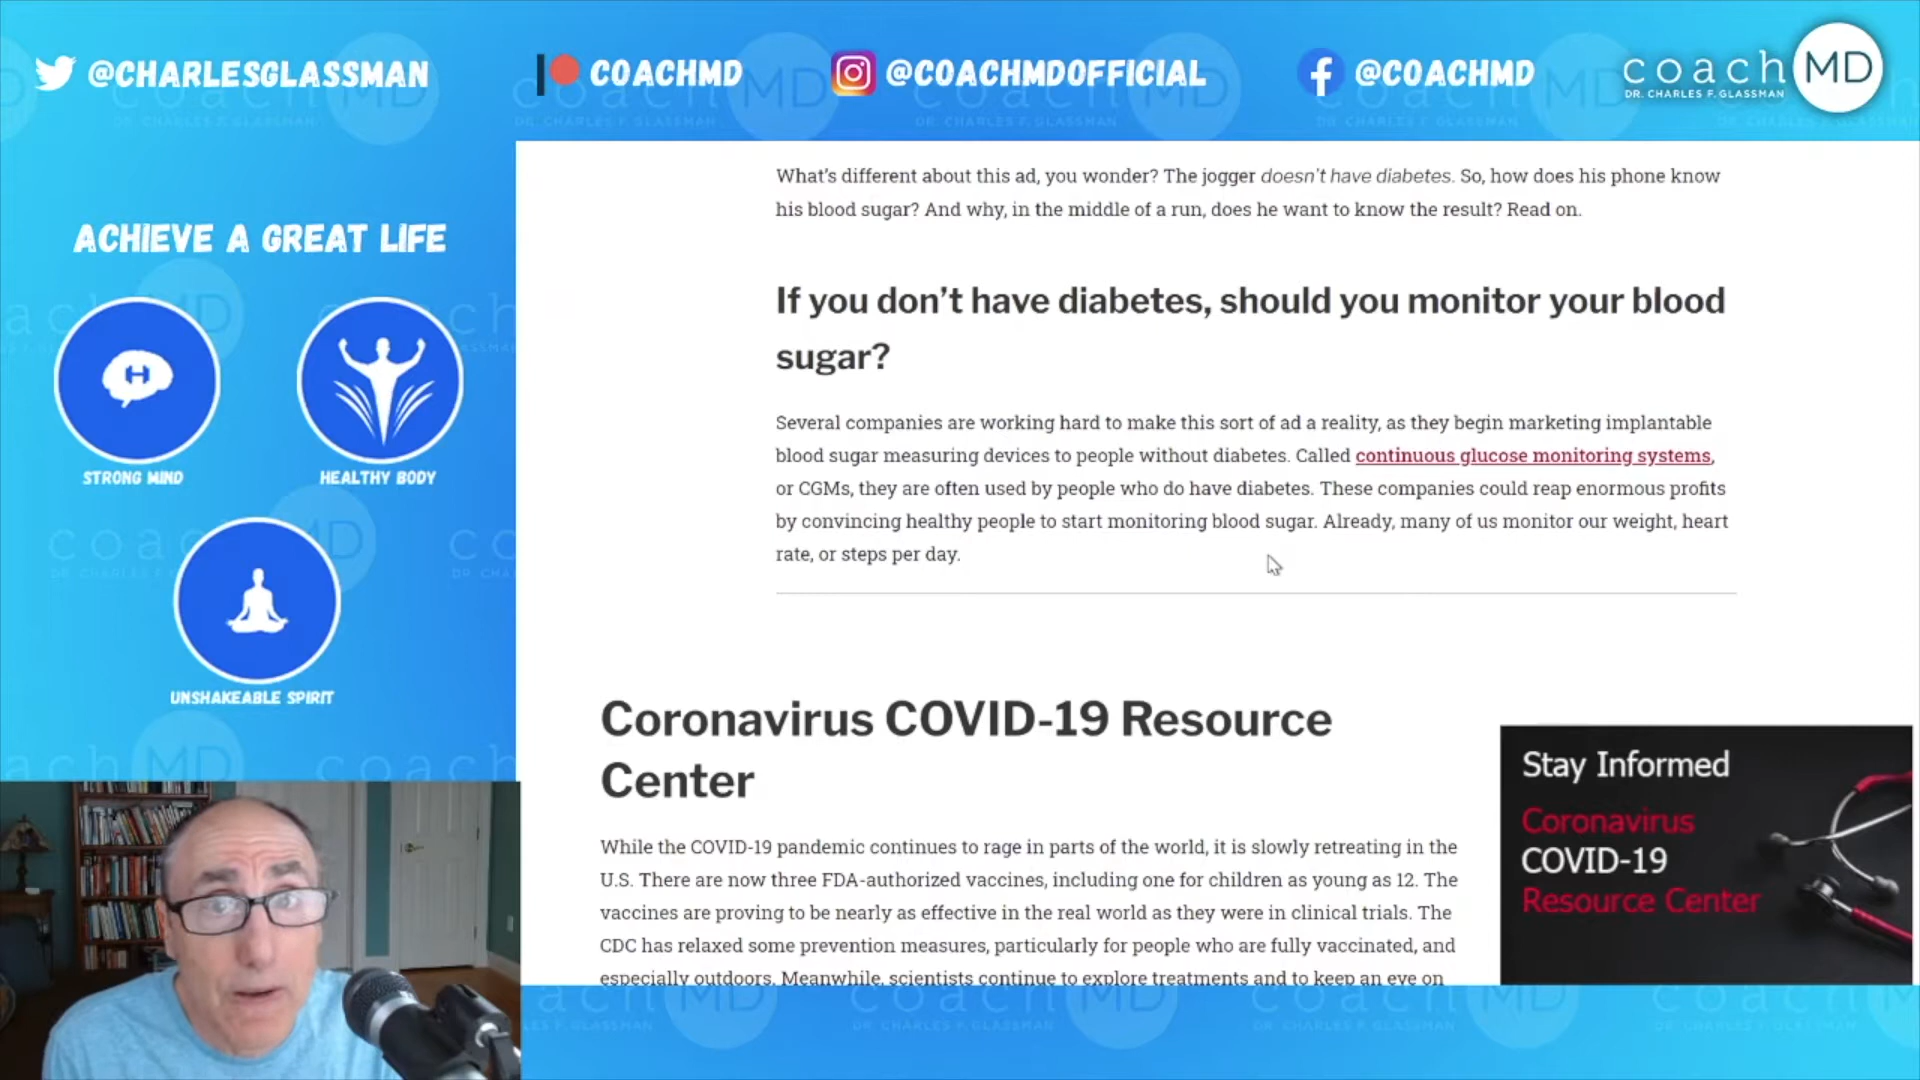 @CHARLESGLASSMAN
COACHMD
@COACHMDOFFICIAL
@COACHMD
coach MD
DR. CHARLES F. GLASSMAN
ACHIEVE A GREAT LIFE
STRONG MIND
HEALTHY BODY
UNSHAKEABLE SPIRIT
What's different about this ad, you wonder? The jogger doesn't have diabetes. So, how does his phone know
his blood sugar? And why, in the middle of a run, does he want to know the result? Read on.
If you don't have diabetes, should you monitor your blood
sugar?
Several companies are working hard to make this sort of ad a reality, as they begin marketing implantable
blood sugar measuring devices to people without diabetes. Called continuous glucose monitoring systems,
or CGMs, they are often used by people who do have diabetes. These companies could reap enormous profits
by convincing healthy people to start monitoring blood sugar. Already, many of us monitor our weight, heart
rate, or steps per day.
Coronavirus COVID-19 Resource
Center
While the COVID-19 pandemic continues to rage in parts of the world, it is slowly retreating in the
U.S. There are now three FDA-authorized vaccines, including one for children as young as 12. The
vaccines are proving to be nearly as effective in the real world as they were in clinical trials. The
CDC has relaxed some prevention measures, particularly for people who are fully vaccinated, and
especially outdoors. Meanwhile, scientists continue to explore treatments and to keep an eye on
Stay Informed
Coronavirus
COVID-19
Resource Center